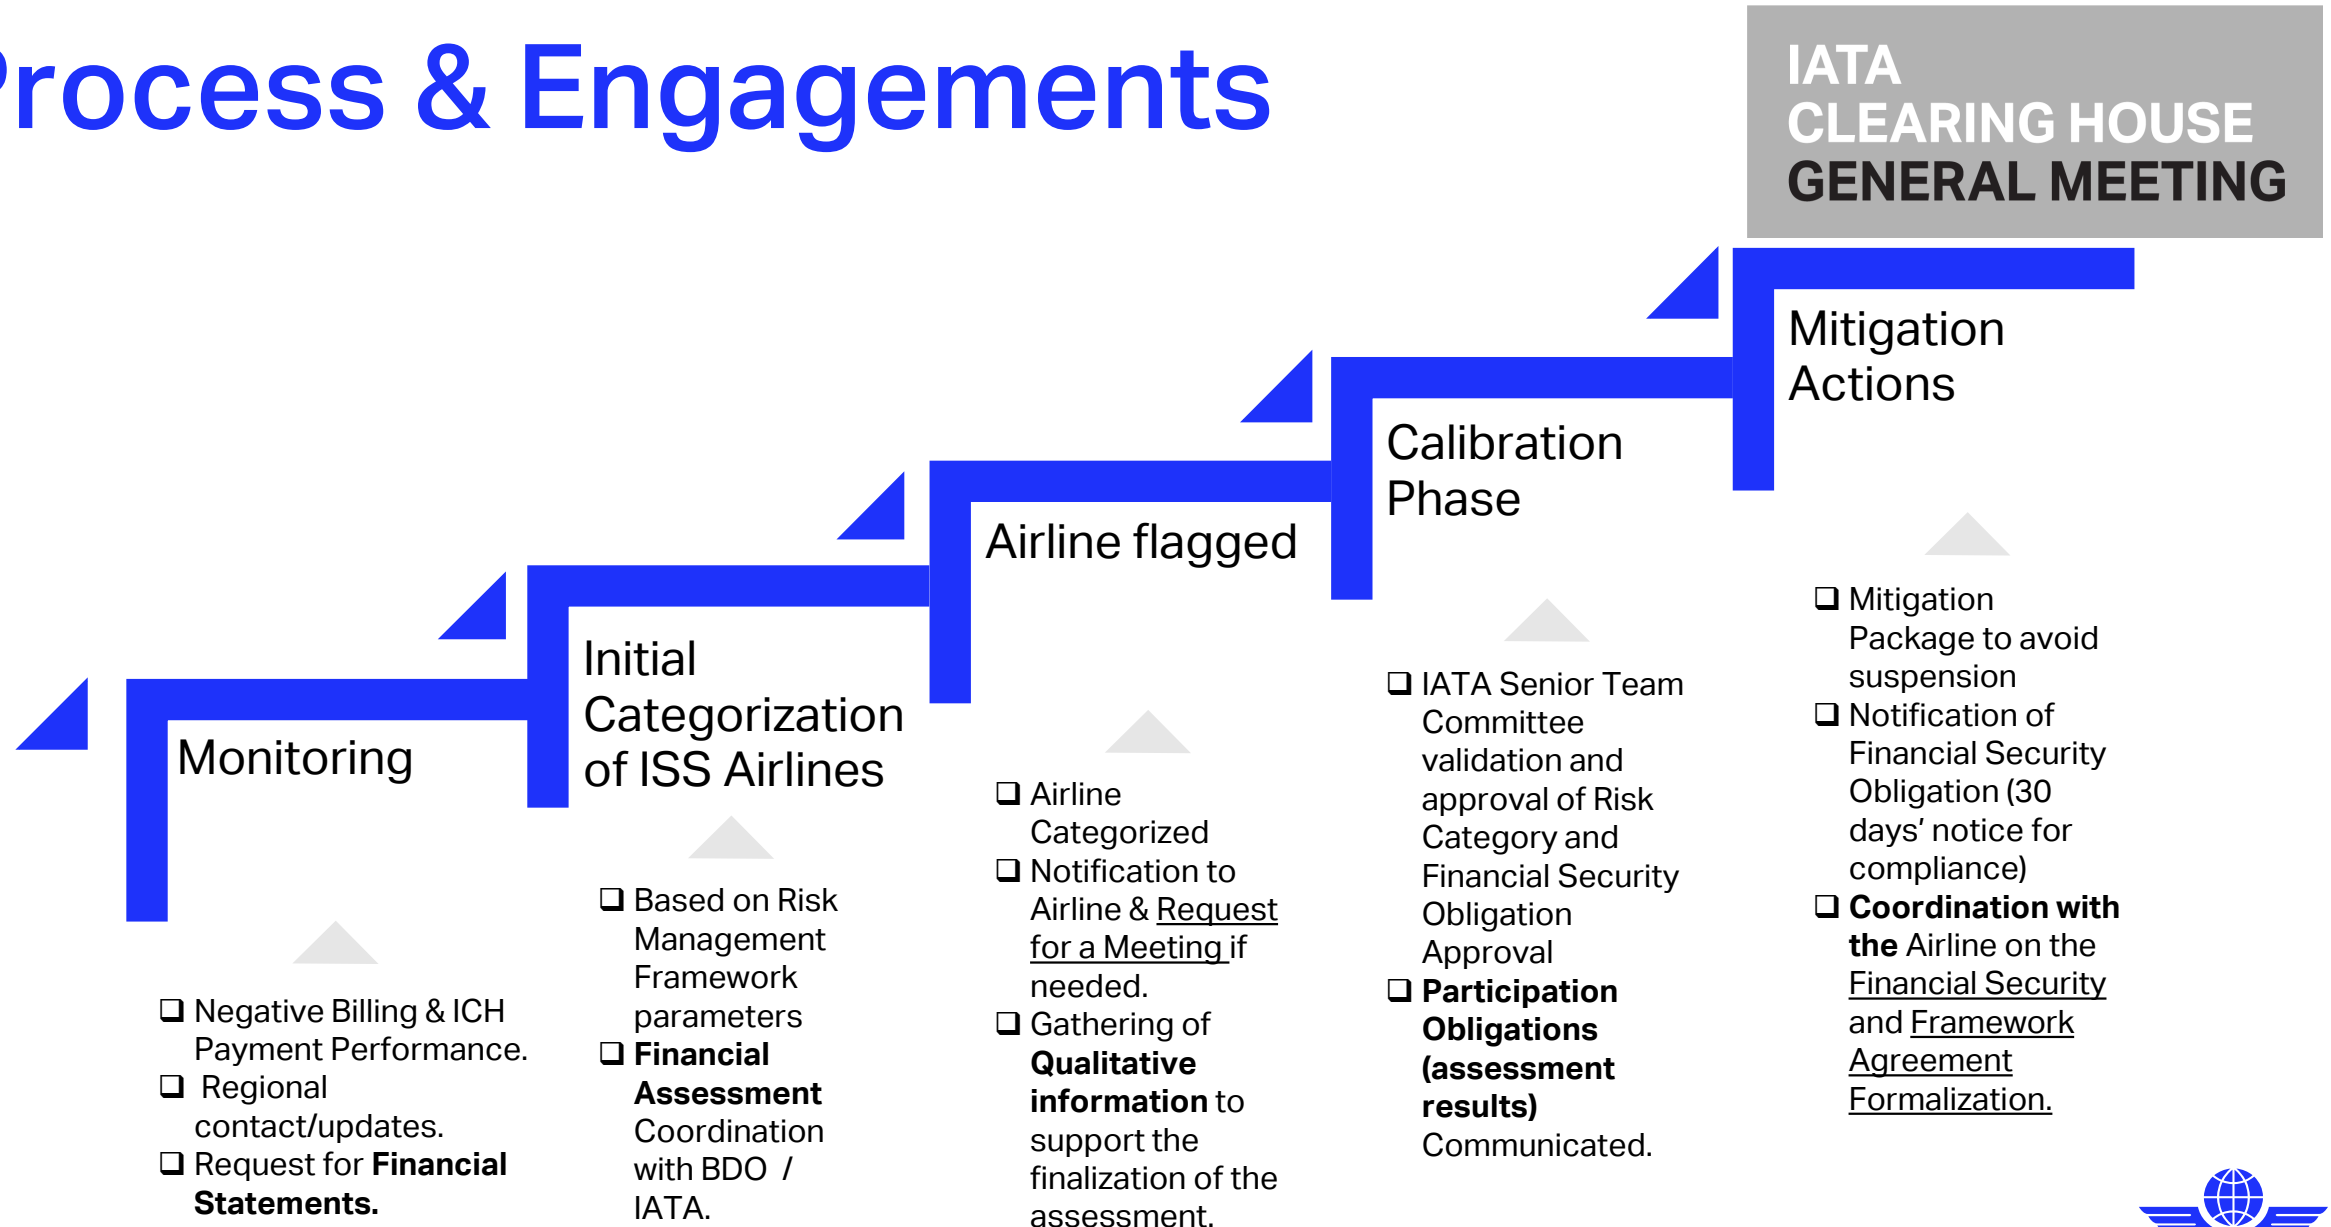 rocess & Engagements
IATA
CLEARING HOUSE
GENERAL MEETING
Monitoring
Negative Billing & ICH
Payment Performance.
Regional
contact/updates.
Request for Financial
Statements.
Initial
Categorization
of ISS Airlines
Based on Risk
Management
Framework
parameters
Financial
Assessment
Coordination
with BDO /
IATA.
Airline flagged
Airline
Categorized
Notification to
Airline & Request
for a Meeting if
needed.
Gathering of
Qualitative
information to
support the
finalization of the
assessment.
Calibration
Phase
IATA Senior Team
Committee
validation and
approval of Risk
Category and
Financial Security
Obligation
Approval
Participation
Obligations
(assessment
results)
Communicated.
Mitigation
Actions
Mitigation
Package to avoid
suspension
Notification of
Financial Security
Obligation (30
days’ notice for
compliance)
Coordination with
the Airline on the
Financial Security
and Framework
Agreement
Formalization.